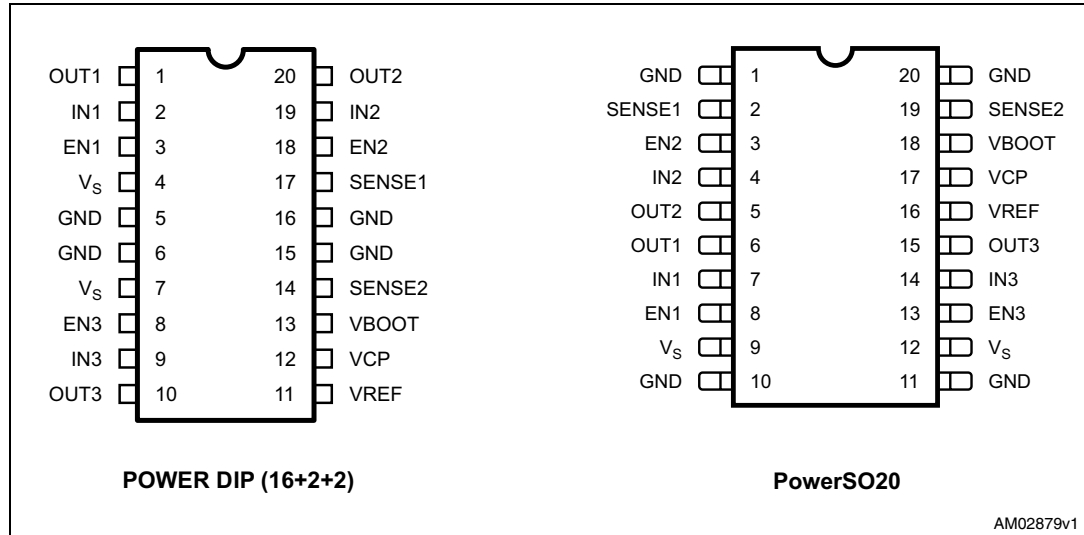 OUT1 1 20 OUT2
IN1 2 19 IN2
EN1 3 18 EN2
VS 4 17 SENSE1
GND 5 16 GND
GND 6 15 GND
VS 7 14 SENSE2
EN3 8 13 VBOOT
IN3 9 12 VCP
OUT3 10 11 VREF
POWER DIP (16+2+2)
GND 1 20 GND
SENSE1 2 19 SENSE2
EN2 3 18 VBOOT
IN2 4 17 VCP
OUT2 5 16 VREF
OUT1 6 15 OUT3
IN1 7 14 IN3
EN1 8 13 EN3
VS 9 12 VS
GND 10 11 GND
PowerSO20
AM02879v1